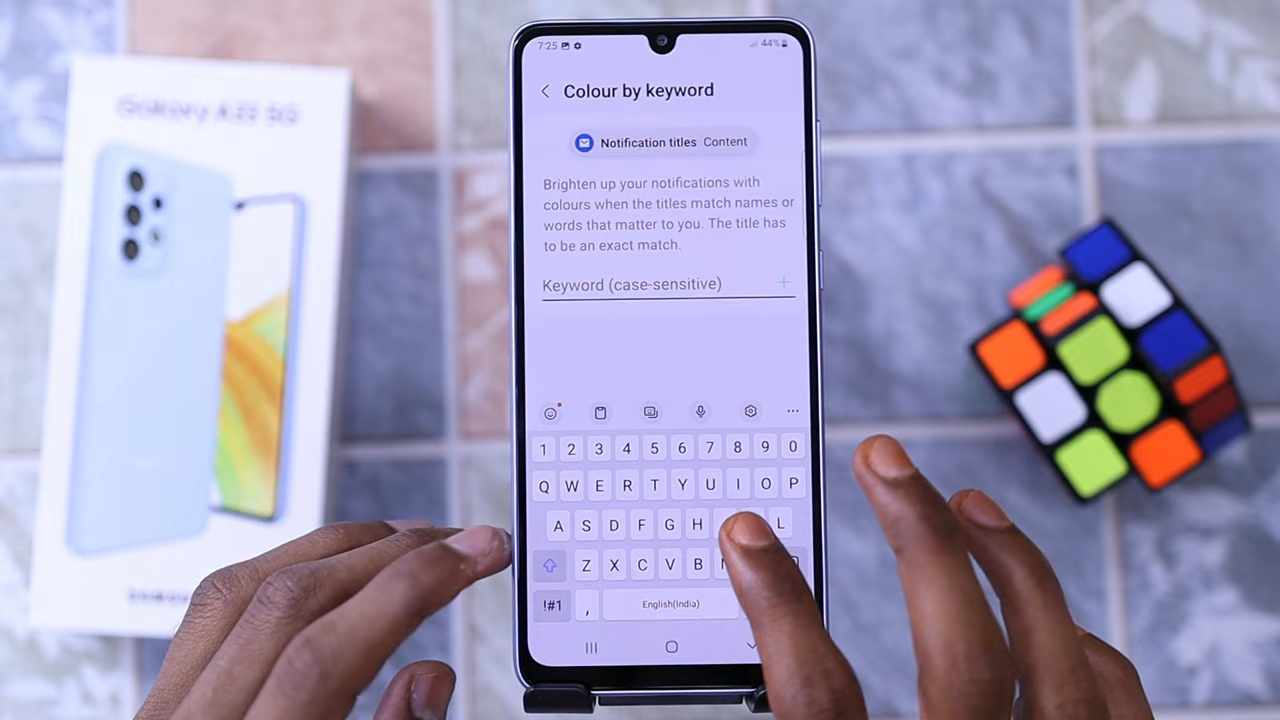 Galaxy A33 5G
7:25
44%
Colour by keyword
Notification titles Content
Brighten up your notifications with
colours when the titles match names or
words that matter to you. The title has
to be an exact match.
Keyword (case-sensitive) +
1 2 3 4 5 6 7 8 9 0
Q W E R T Y U I O P
A S D F G H L
Z X C V B
!#1 , English(India)